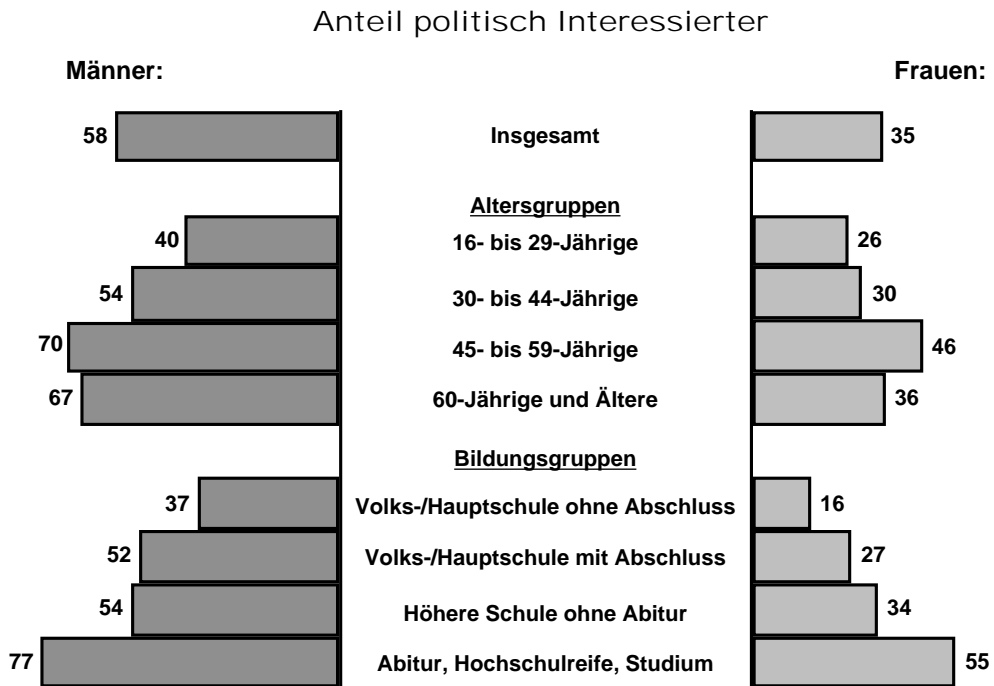 Anteil politisch Interessierter
Männer: Frauen:
58 Insgesamt 35
Altersgruppen
40 16- bis 29-Jährige 26
54 30- bis 44-Jährige 30
70 45- bis 59-Jährige 46
67 60-Jährige und Ältere 36
Bildungsgruppen
37 Volks-/Hauptschule ohne Abschluss 16
52 Volks-/Hauptschule mit Abschluss 27
54 Höhere Schule ohne Abitur 34
77 Abitur, Hochschulreife, Studium 55